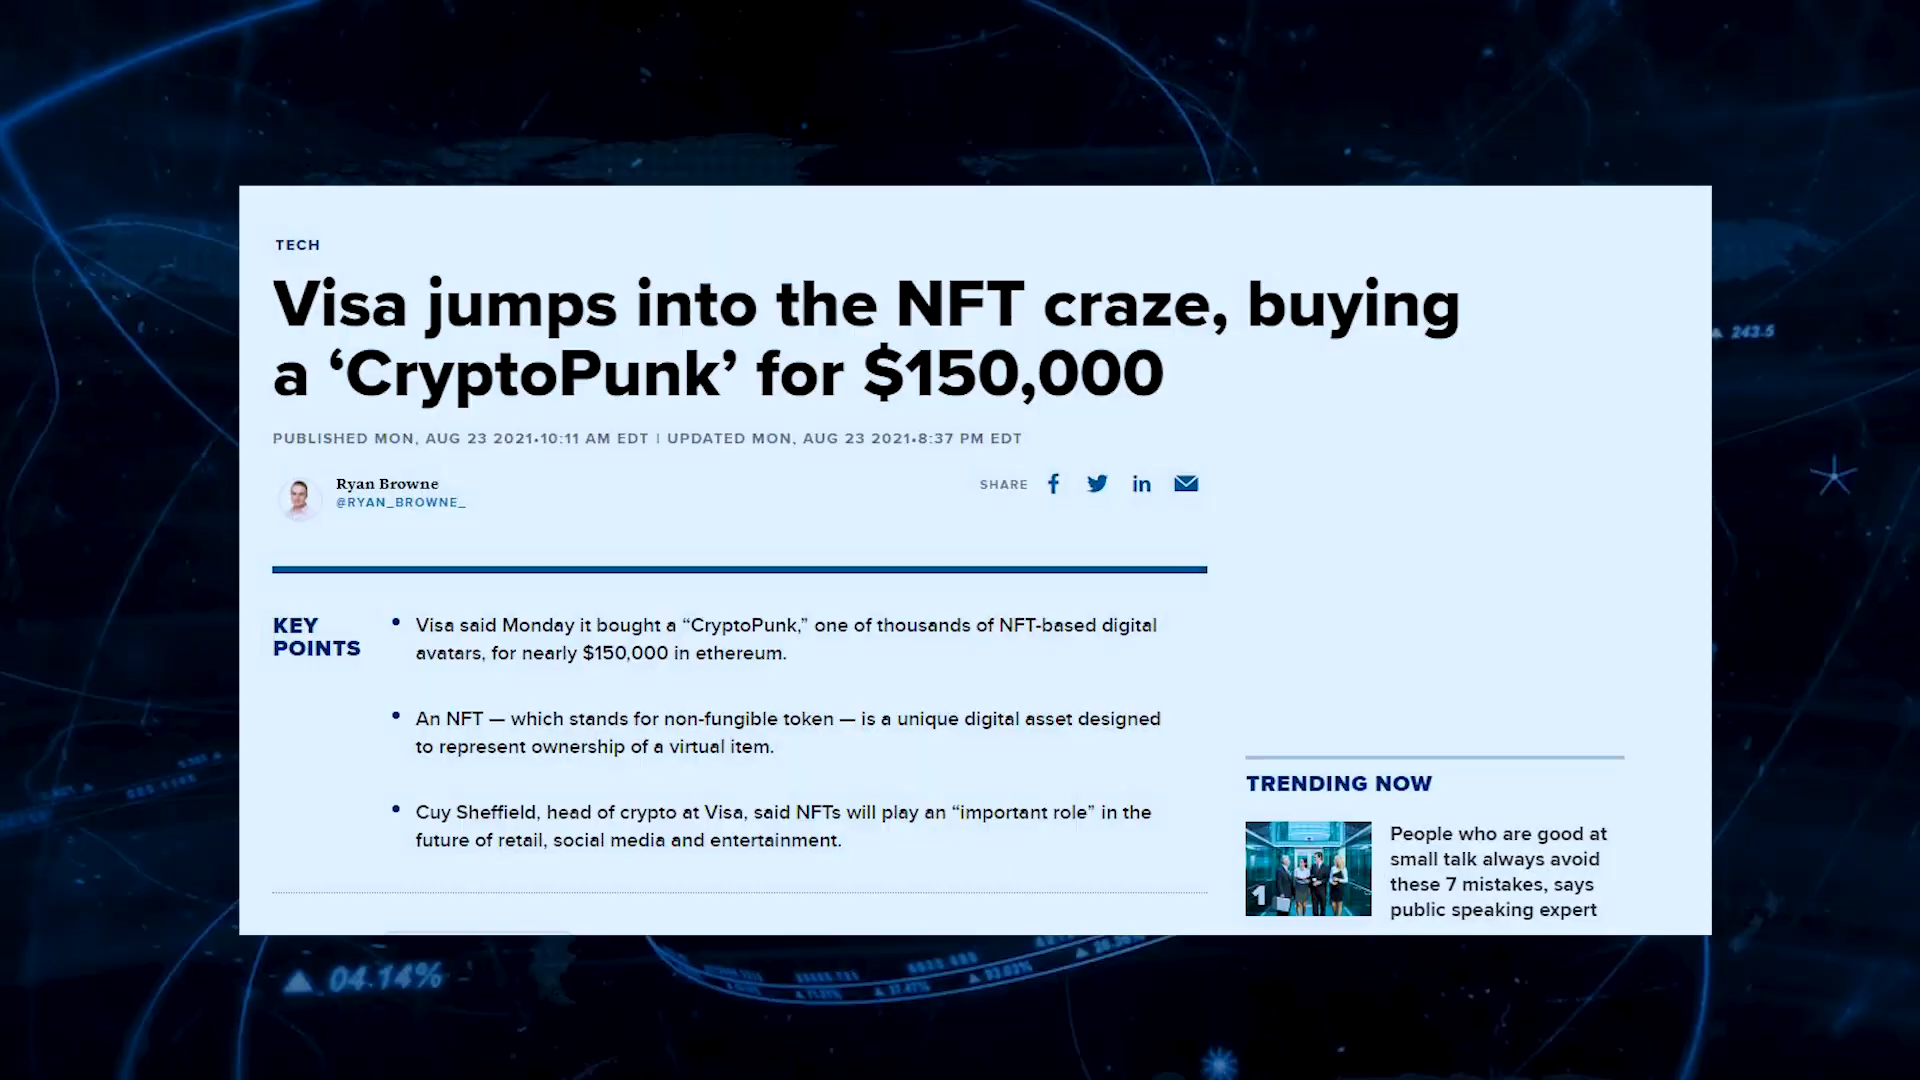 TECH
Visa jumps into the NFT craze, buying
a ‘CryptoPunk’ for $150,000
PUBLISHED MON, AUG 23 2021•10:11 AM EDT | UPDATED MON, AUG 23 2021•8:37 PM EDT
Ryan Browne
@RYAN_BROWNE_
SHARE
KEY
POINTS
• Visa said Monday it bought a “CryptoPunk,” one of thousands of NFT-based digital
avatars, for nearly $150,000 in ethereum.
• An NFT — which stands for non-fungible token — is a unique digital asset designed
to represent ownership of a virtual item.
• Cuy Sheffield, head of crypto at Visa, said NFTs will play an “important role” in the
future of retail, social media and entertainment.
TRENDING NOW
1
People who are good at
small talk always avoid
these 7 mistakes, says
public speaking expert
▲ 243.5
▲ 04.14%